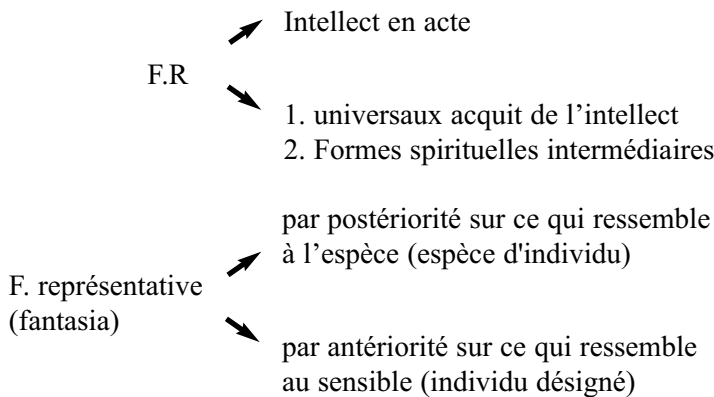 Intellect en acte
F.R
1. universaux acquit de l’intellect
2. Formes spirituelles intermédiaires
par postériorité sur ce qui ressemble
à l’espèce (espèce d'individu)
F. représentative
(fantasia)
par antériorité sur ce qui ressemble
au sensible (individu désigné)